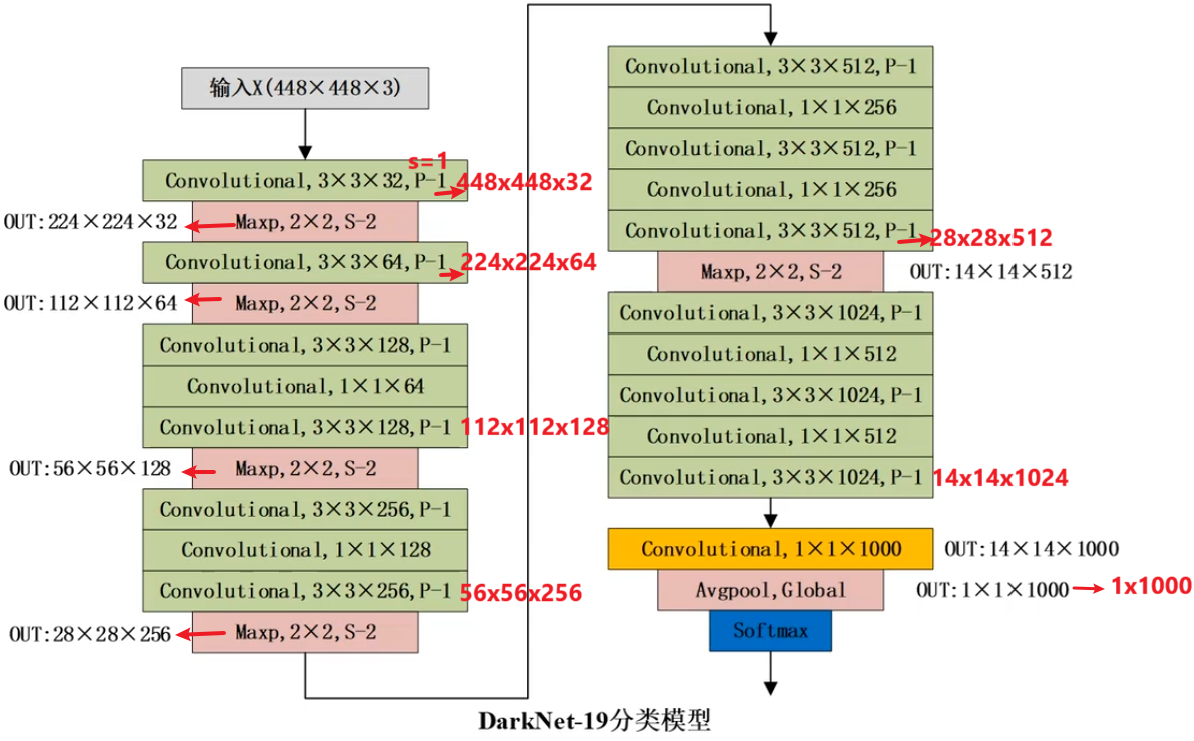 输入X(448×448×3)
s=1
Convolutional,3×3×32,P-1 448x448x32
OUT:224×224×32 Maxp,2×2,S-2
Convolutional,3×3×64,P-1 224x224x64
OUT:112×112×64 Maxp,2×2,S-2
Convolutional,3×3×128,P-1
Convolutional,1×1×64
Convolutional,3×3×128,P-1 112x112x128
OUT:56×56×128 Maxp,2×2,S-2
Convolutional,3×3×256,P-1
Convolutional,1×1×128
Convolutional,3×3×256,P-1 56x56x256
OUT:28×28×256 Maxp,2×2,S-2
Convolutional,3×3×512,P-1
Convolutional,1×1×256
Convolutional,3×3×512,P-1
Convolutional,1×1×256
Convolutional,3×3×512,P-1 28x28x512
Maxp,2×2,S-2 OUT:14×14×512
Convolutional,3×3×1024,P-1
Convolutional,1×1×512
Convolutional,3×3×1024,P-1
Convolutional,1×1×512
Convolutional,3×3×1024,P-1 14x14x1024
Convolutional,1×1×1000 OUT:14×14×1000
Avgpool,Global OUT:1×1×1000 1x1000
Softmax
DarkNet-19分类模型